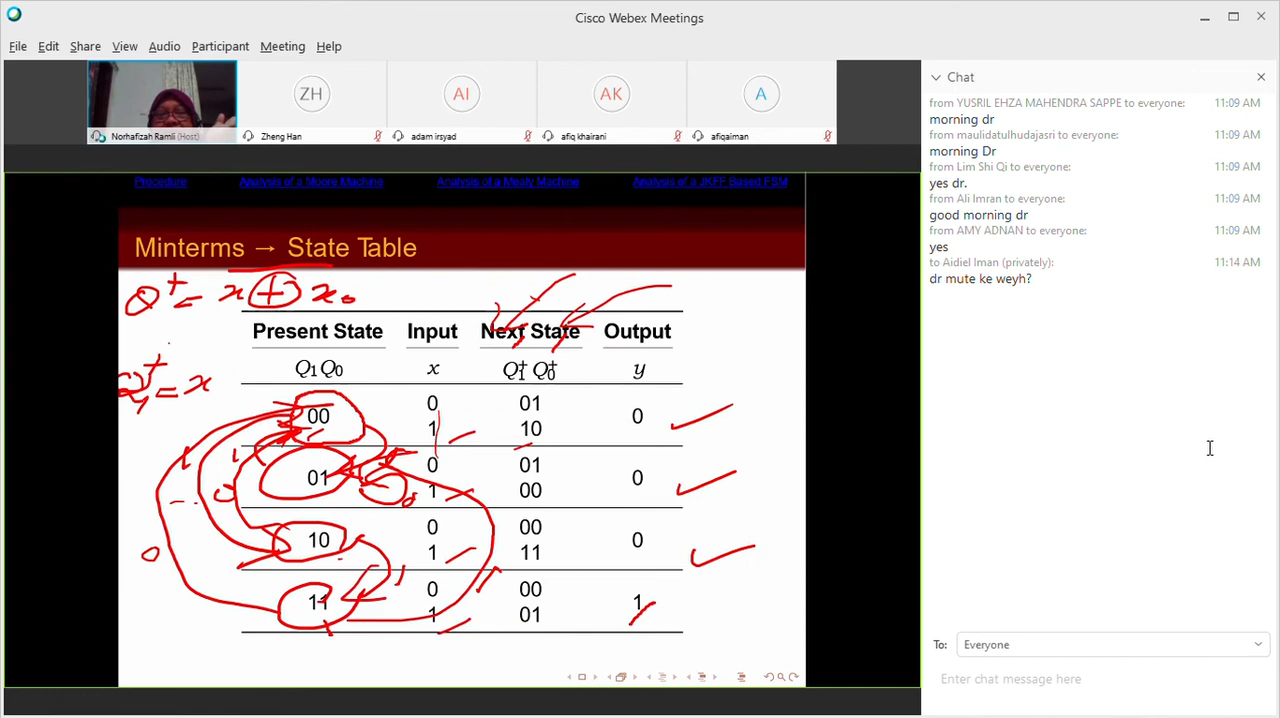 Cisco Webex Meetings
File Edit Share View Audio Participant Meeting Help
ZH AI AK A
Norhafizah Ramli (Host) Zheng Han adam irsyad afiq khairani afiqaiman
Procedure Analysis of a Moore Machine Analysis of a Mealy Machine Analysis of a JKFF Based FSM
Minterms → State Table
Present State Input Next State Output
Q₁Q₀ x Q₁⁺Q₀⁺ y
00 0 01 0
1 10
01 0 01 0
1 00
10 0 00 0
1 11
11 0 00 1
1 01
Chat
from YUSRIL EHZA MAHENDRA SAPPE to everyone: 11:09 AM
morning dr
from maulidatulhudajasri to everyone: 11:09 AM
morning Dr
from Lim Shi Qi to everyone: 11:09 AM
yes dr.
from Ali Imran to everyone: 11:09 AM
good morning dr
from AMY ADNAN to everyone: 11:09 AM
yes
to Aidiel Iman (privately): 11:14 AM
dr mute ke weyh?
To: Everyone
Enter chat message here